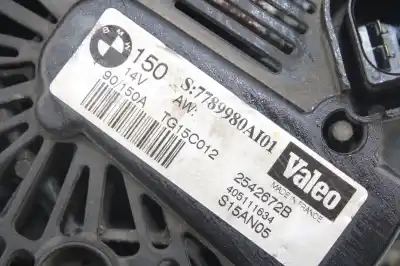 BMW
150
14V
90/150A
S:7789980AI01
AW:
TG15C012
Valeo
MADE IN FRANCE
2542672B
405111634
S15AN05